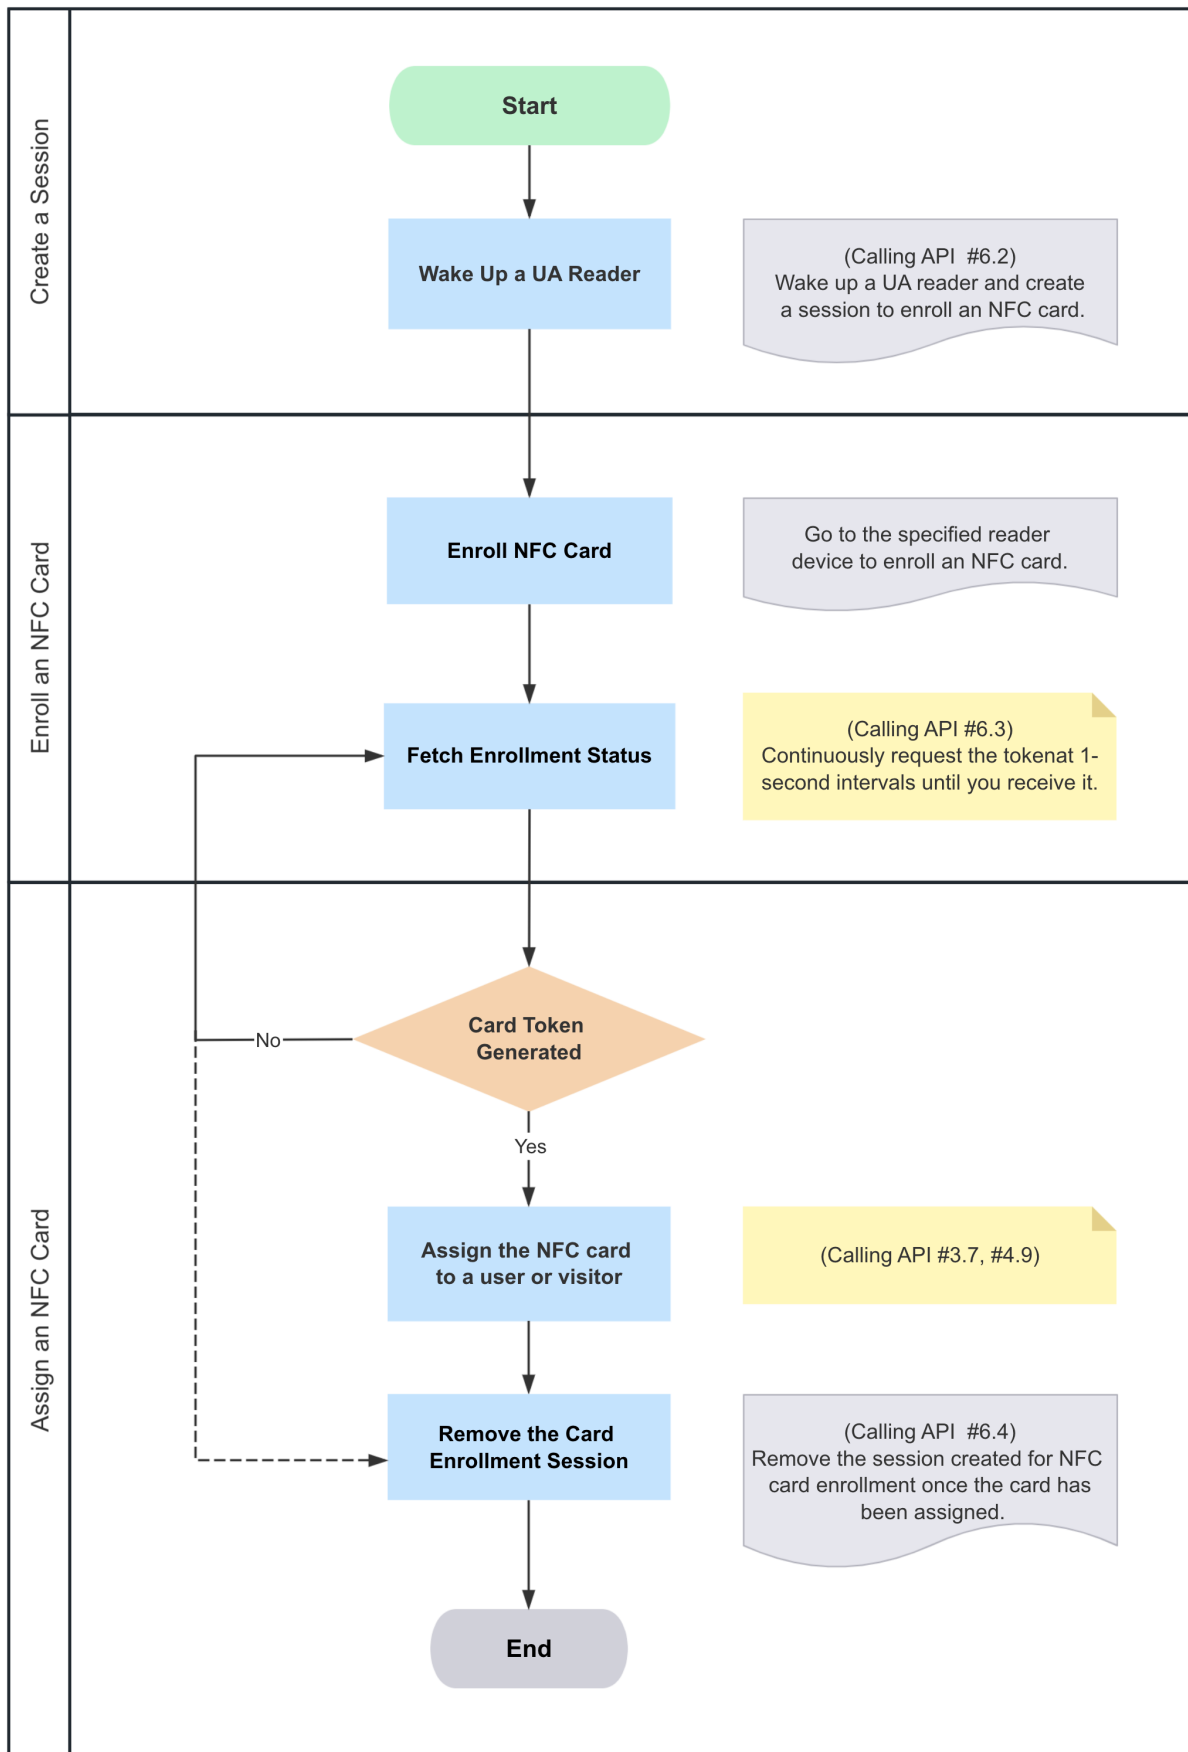 Create a Session
Start
Wake Up a UA Reader
(Calling API  #6.2)
Wake up a UA reader and create
a session to enroll an NFC card.
Enroll an NFC Card
Enroll NFC Card
Go to the specified reader
device to enroll an NFC card.
Fetch Enrollment Status
(Calling API #6.3)
Continuously request the tokenat 1-
second intervals until you receive it.
Assign an NFC Card
Card Token
Generated
No
Yes
Assign the NFC card
to a user or visitor
(Calling API #3.7, #4.9)
Remove the Card
Enrollment Session
(Calling API  #6.4)
Remove the session created for NFC
card enrollment once the card has
been assigned.
End